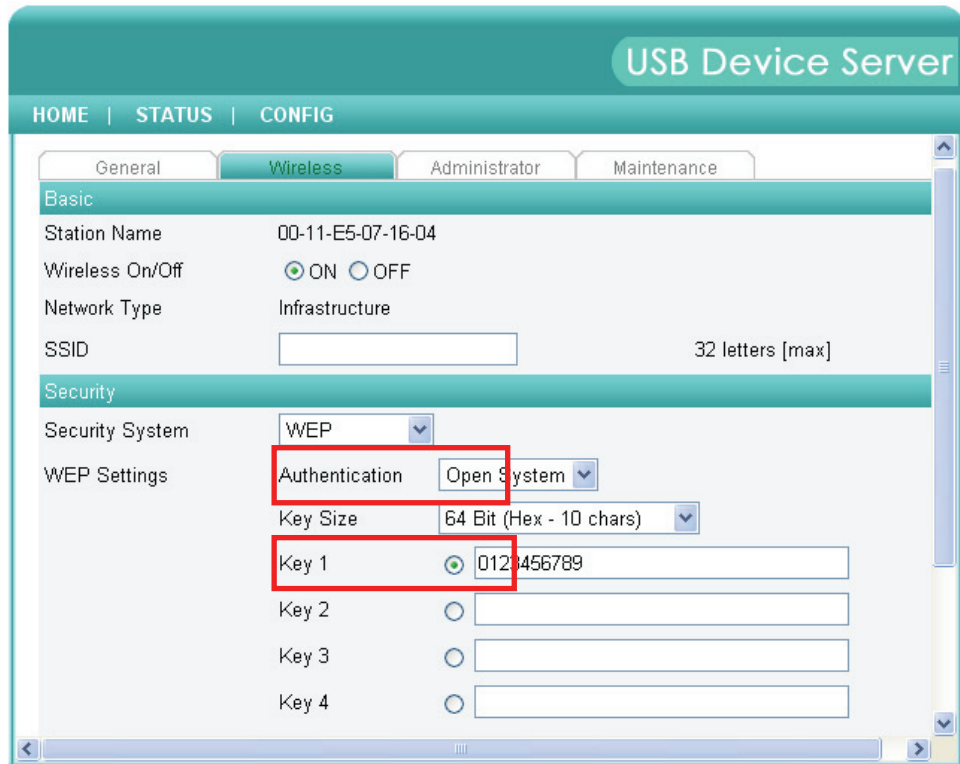 USB Device Server
HOME | STATUS | CONFIG
General Wireless Administrator Maintenance
Basic
Station Name 00-11-E5-07-16-04
Wireless On/Off ON OFF
Network Type Infrastructure
SSID 32 letters [max]
Security
Security System WEP
WEP Settings Authentication Open System
Key Size 64 Bit (Hex - 10 chars)
Key 1 0123456789
Key 2
Key 3
Key 4